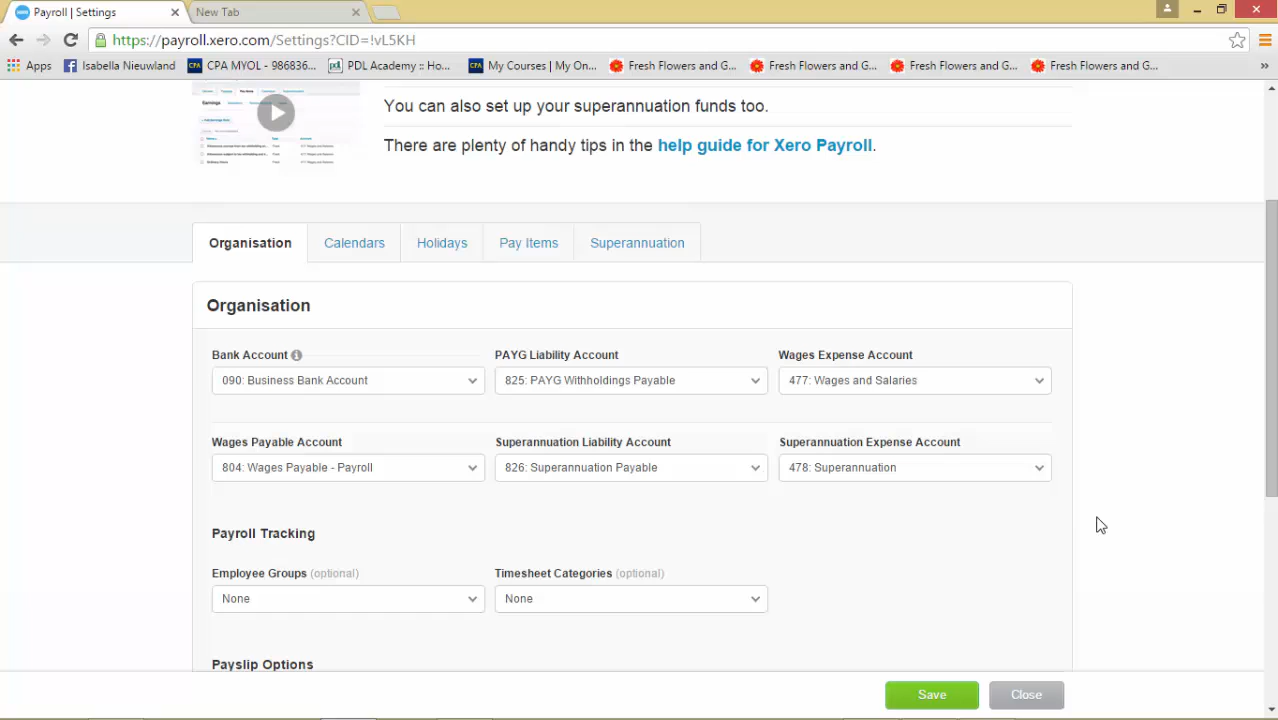 Payroll | Settings
New Tab
https://payroll.xero.com/Settings?CID=!vL5KH
Apps
Isabella Nieuwland
CPA MYOL - 986836...
PDL Academy :: Ho...
My Courses | My On...
Fresh Flowers and G...
Fresh Flowers and G...
Fresh Flowers and G...
Fresh Flowers and G...
»
You can also set up your superannuation funds too.
There are plenty of handy tips in the help guide for Xero Payroll.
Organisation
Calendars
Holidays
Pay Items
Superannuation
Organisation
Bank Account
PAYG Liability Account
Wages Expense Account
090: Business Bank Account
825: PAYG Withholdings Payable
477: Wages and Salaries
Wages Payable Account
Superannuation Liability Account
Superannuation Expense Account
804: Wages Payable - Payroll
826: Superannuation Payable
478: Superannuation
Payroll Tracking
Employee Groups (optional)
Timesheet Categories (optional)
None
None
Payslip Options
Save
Close